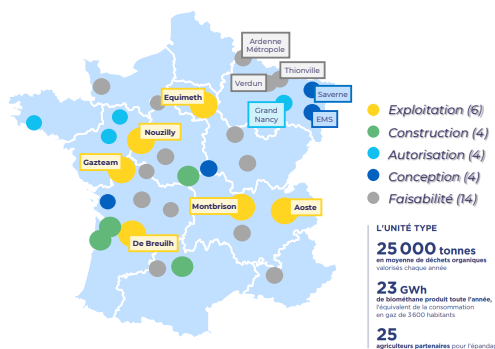 Ardenne
Métropole
Thionville
Verdun
Saverne
Equimeth
Grand
Nancy
EMS
Nouzilly
Gazteam
Montbrison
Aoste
De Breuilh
Exploitation (6)
Construction (4)
Autorisation (4)
Conception (4)
Faisabilité (14)
L'UNITÉ TYPE
25 000 tonnes
en moyenne de déchets organiques
valorisés chaque année
23 GWh
de biométhane produit toute l'année,
l'équivalent de la consommation
en gaz de 3 600 habitants
25
agriculteurs partenaires pour l'épandag